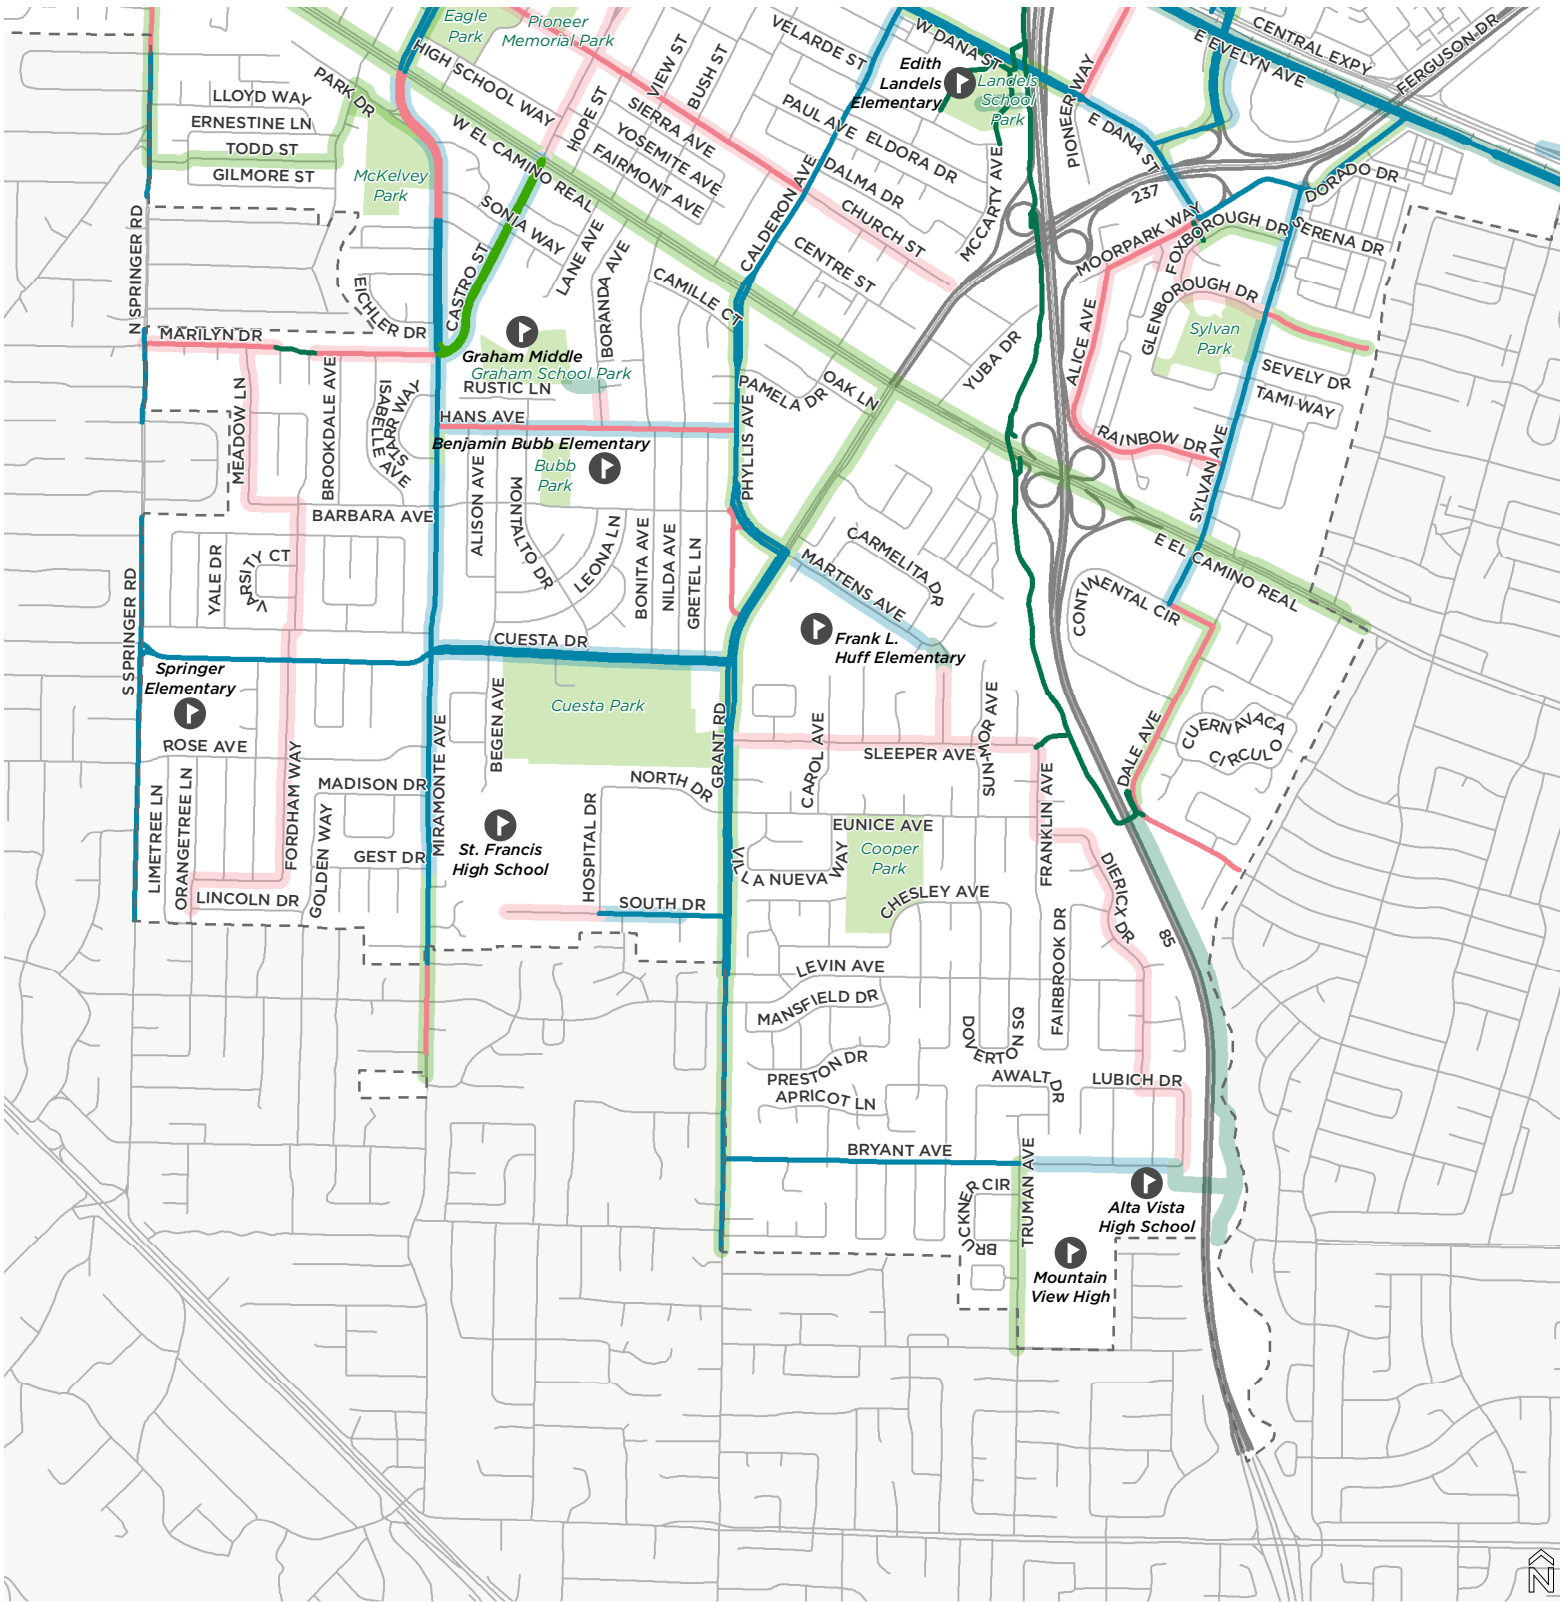 Eagle
Park
Pioneer
Memorial Park
HIGH SCHOOL WAY
VIEW ST
BUSH ST
VELARDE ST
W DANA ST
Edith
Landels
Elementary
Landels
School
Park
PIONEER WAY
CENTRAL EXPY
E EVELYN AVE
FERGUSON DR
PARK DR
LLOYD WAY
ERNESTINE LN
TODD ST
GILMORE ST
McKelvey
Park
W EL CAMINO REAL
HOPE ST
SIERRA AVE
YOSEMITE AVE
FAIRMONT AVE
PAUL AVE
ELDORA DR
DALMA DR
CHURCH ST
CENTRE ST
CALDERON AVE
MCCARTY AVE
E DANA ST
237
MOORPARK WAY
FOXBOROUGH DR
DORADO DR
SERENA DR
GLENBOROUGH DR
Sylvan
Park
SEVELY DR
TAMI WAY
N SPRINGER RD
SONIA WAY
LANE AVE
BORANDA AVE
CAMILLE CT
EICHLER DR
CASTRO ST
MARILYN DR
Graham Middle
Graham School Park
RUSTIC LN
HANS AVE
Benjamin Bubb Elementary
Bubb
Park
PAMELA DR
OAK LN
YUBA DR
ALICE AVE
RAINBOW DR
SYLVAN AVE
MEADOW LN
BROOKDALE AVE
ISABELLE AVE
STARR WAY
PHYLLIS AVE
BARBARA AVE
ALISON AVE
MONTALTO DR
LEONA LN
BONITA AVE
NILDA AVE
GRETEL LN
YALE DR
VARSITY CT
S SPRINGER RD
MARTENS AVE
CARMELITA DR
E EL CAMINO REAL
CONTINENTAL CIR
CUESTA DR
Frank L.
Huff Elementary
Springer
Elementary
Cuesta Park
BEGEN AVE
GRANT RD
CAROL AVE
SLEEPER AVE
SUN-MOR AVE
DALE AVE
CUERNAVACA
CIRCULO
ROSE AVE
LIMETREE LN
ORANGETREE LN
FORDHAM WAY
MADISON DR
GOLDEN WAY
GEST DR
MIRAMONTE AVE
LINCOLN DR
St. Francis
High School
NORTH DR
HOSPITAL DR
SOUTH DR
EUNICE AVE
Cooper
Park
VILLA NUEVA WAY
CHESLEY AVE
FRANKLIN AVE
DIERICX DR
FAIRBROOK DR
85
LEVIN AVE
MANSFIELD DR
DOVERTON SQ
PRESTON DR
APRICOT LN
AWALT DR
LUBICH DR
BRYANT AVE
TRUMAN AVE
BRUCKNER CIR
Alta Vista
High School
Mountain
View High
N